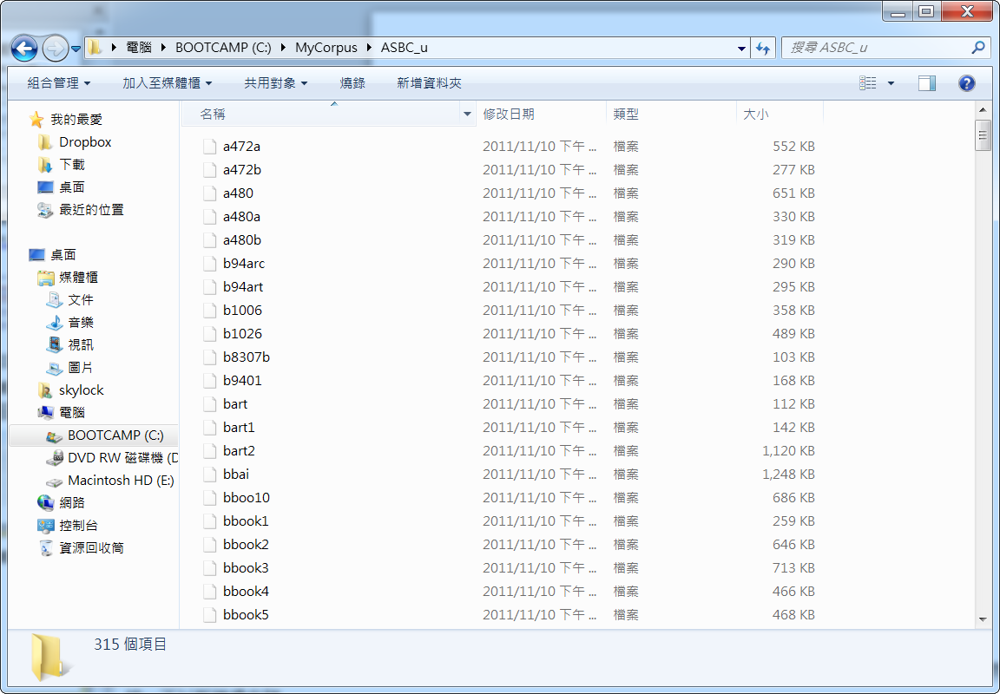 電腦 BOOTCAMP (C:) MyCorpus ASBC_u 搜尋 ASBC_u
組合管理 加入至媒體櫃 共用對象 燒錄 新增資料夾
我的最愛
Dropbox
下載
桌面
最近的位置
桌面
媒體櫃
文件
音樂
視訊
圖片
skylock
電腦
BOOTCAMP (C:)
DVD RW 磁碟機 (D
Macintosh HD (E:)
網路
控制台
資源回收筒
名稱 修改日期 類型 大小
a472a 2011/11/10 下午 ... 檔案 552 KB
a472b 2011/11/10 下午 ... 檔案 277 KB
a480 2011/11/10 下午 ... 檔案 651 KB
a480a 2011/11/10 下午 ... 檔案 330 KB
a480b 2011/11/10 下午 ... 檔案 319 KB
b94arc 2011/11/10 下午 ... 檔案 290 KB
b94art 2011/11/10 下午 ... 檔案 295 KB
b1006 2011/11/10 下午 ... 檔案 358 KB
b1026 2011/11/10 下午 ... 檔案 489 KB
b8307b 2011/11/10 下午 ... 檔案 103 KB
b9401 2011/11/10 下午 ... 檔案 168 KB
bart 2011/11/10 下午 ... 檔案 112 KB
bart1 2011/11/10 下午 ... 檔案 142 KB
bart2 2011/11/10 下午 ... 檔案 1,120 KB
bbai 2011/11/10 下午 ... 檔案 1,248 KB
bboo10 2011/11/10 下午 ... 檔案 686 KB
bbook1 2011/11/10 下午 ... 檔案 259 KB
bbook2 2011/11/10 下午 ... 檔案 646 KB
bbook3 2011/11/10 下午 ... 檔案 713 KB
bbook4 2011/11/10 下午 ... 檔案 466 KB
bbook5 2011/11/10 下午 ... 檔案 468 KB
315 個項目